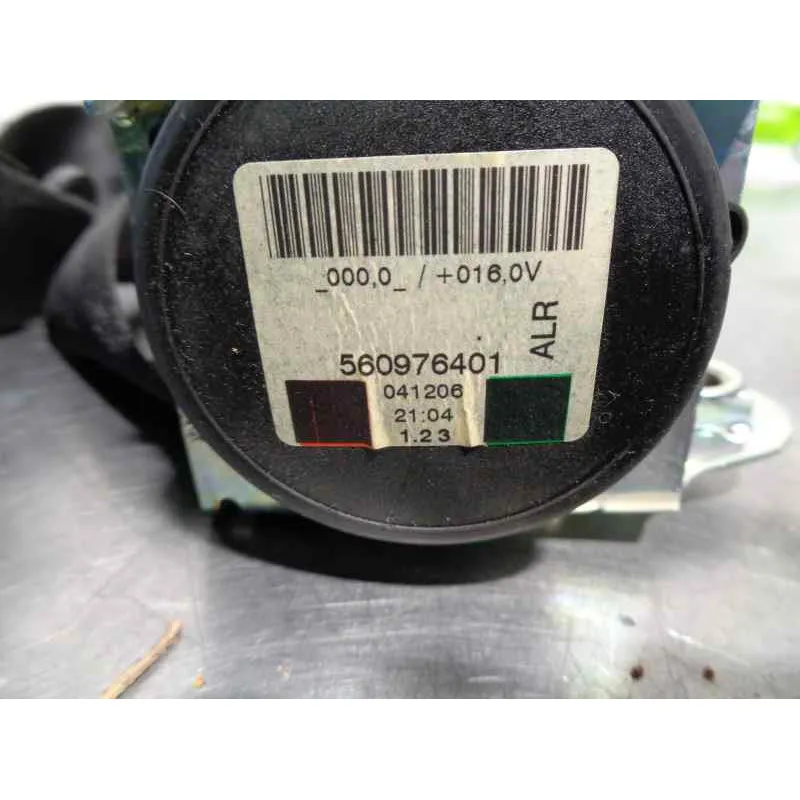 _000,0_ / +016,0V
ALR
560976401
041206
21:04
1.2 3